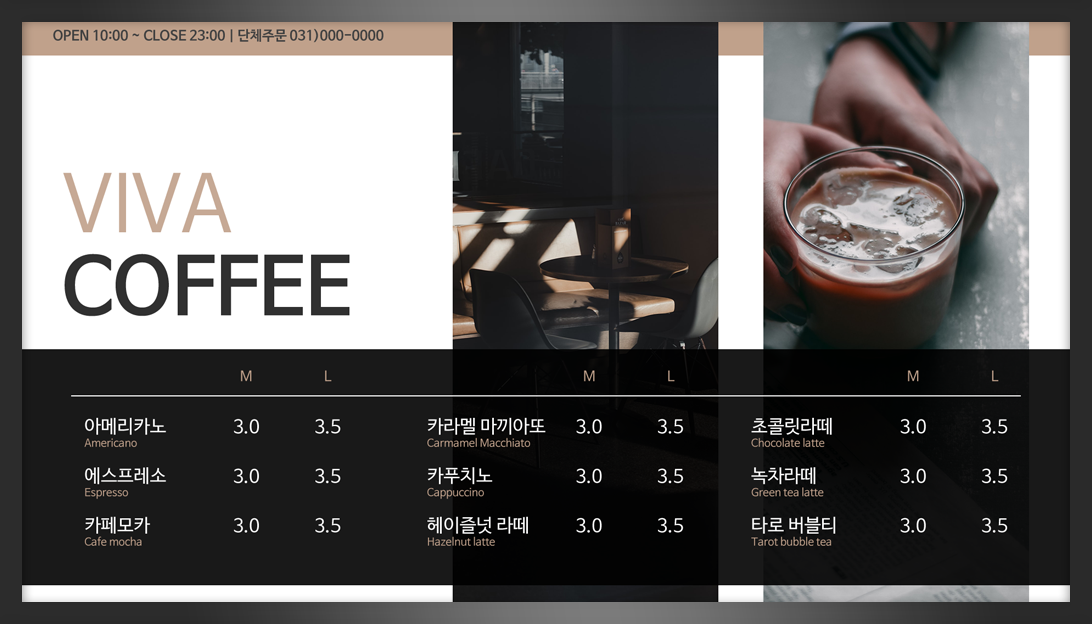 OPEN 10:00 ~ CLOSE 23:00 | 단체주문 031)000-0000
VIVA
COFFEE
M L M L M L
아메리카노 3.0 3.5 카라멜 마끼아또 3.0 3.5 초콜릿라떼 3.0 3.5
Americano Carmamel Macchiato Chocolate latte
에스프레소 3.0 3.5 카푸치노 3.0 3.5 녹차라떼 3.0 3.5
Espresso Cappuccino Green tea latte
카페모카 3.0 3.5 헤이즐넛 라떼 3.0 3.5 타로 버블티 3.0 3.5
Cafe mocha Hazelnut latte Tarot bubble tea